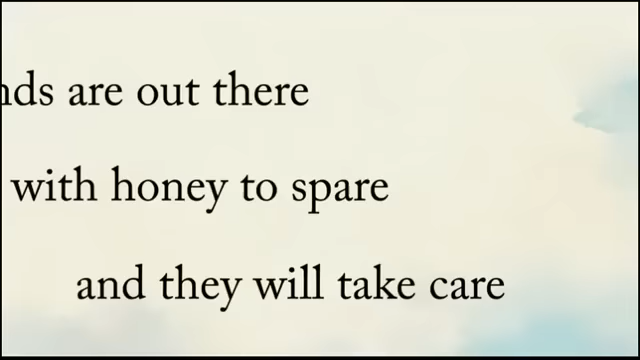 are out there
with honey to spare
and they will take care